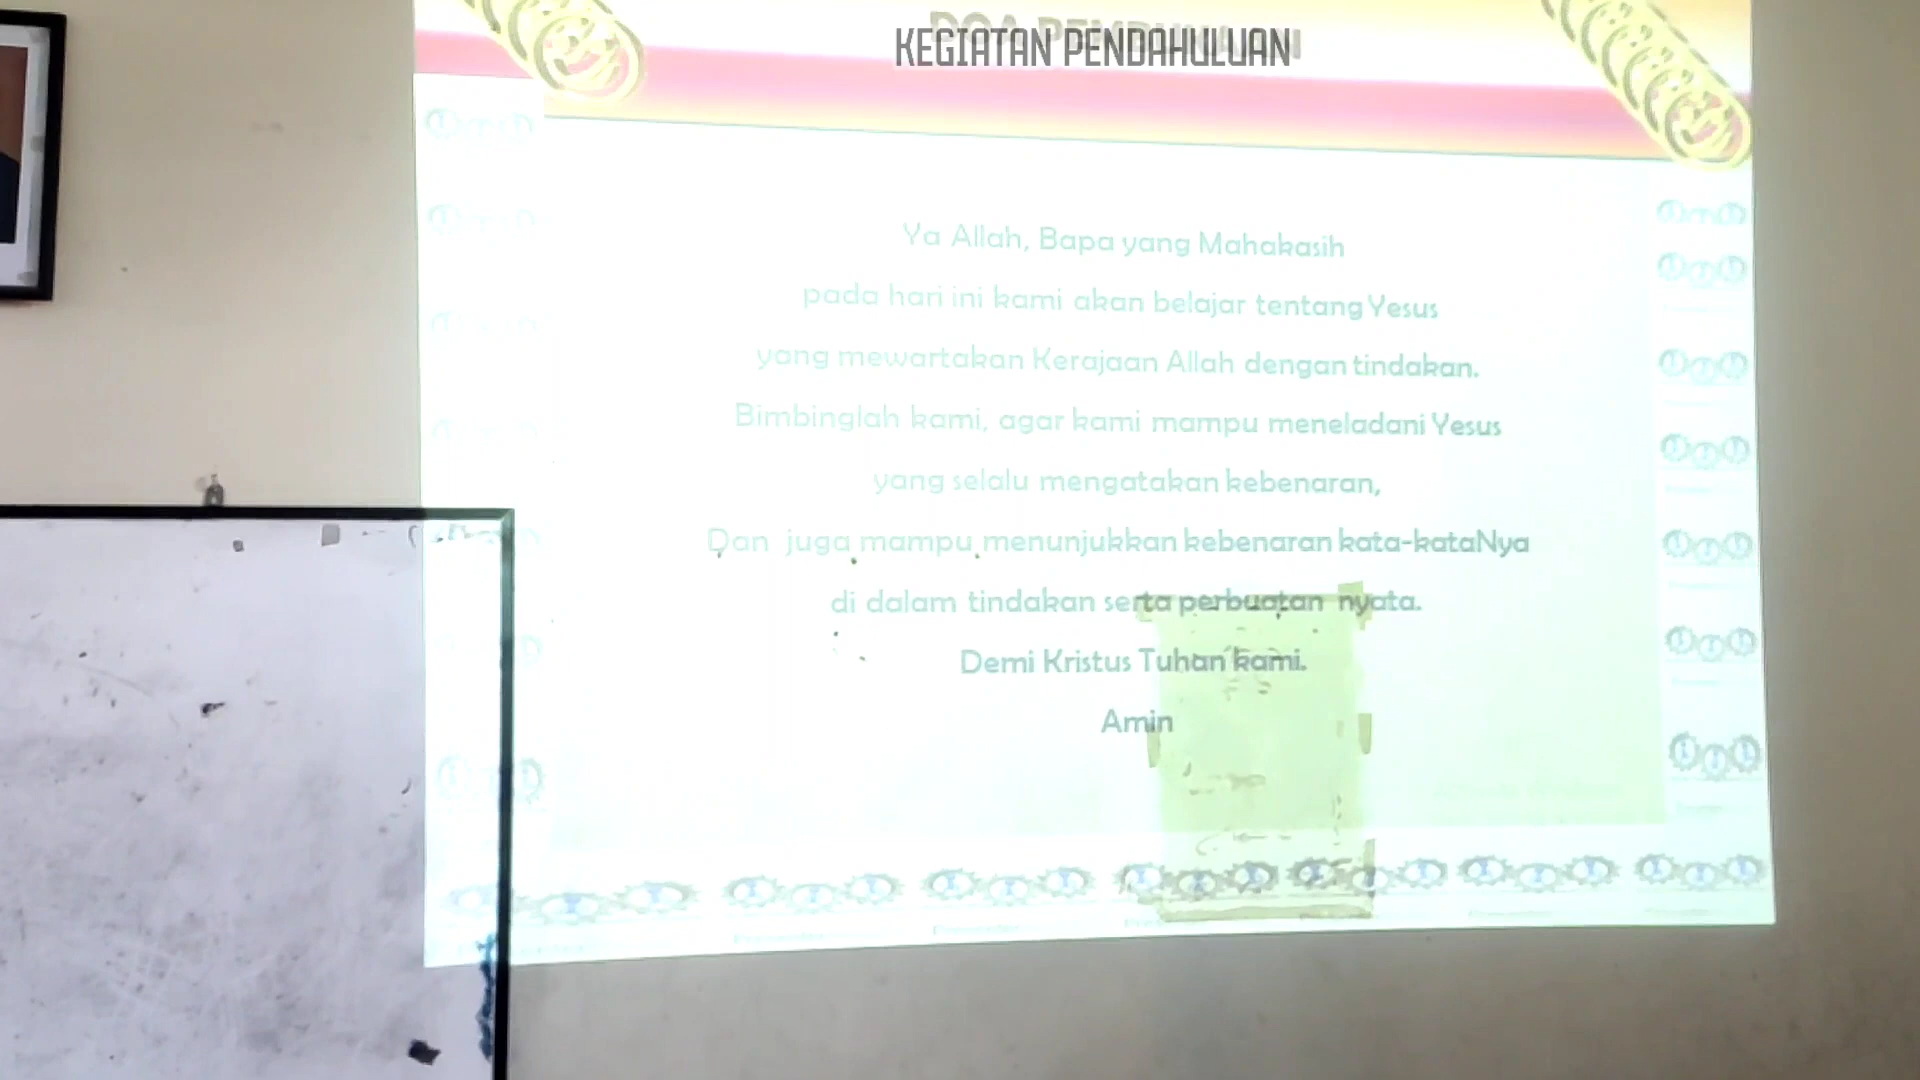 DOA PEMBUKAAN
KEGIATAN PENDAHULUAN
Ya Allah, Bapa yang Mahakasih
pada hari ini kami akan belajar tentang Yesus
yang mewartakan Kerajaan Allah dengan tindakan.
Bimbinglah kami, agar kami mampu meneladani Yesus
yang selalu mengatakan kebenaran,
Dan juga mampu menunjukkan kebenaran kata-kataNya
di dalam tindakan serta perbuatan nyata.
Demi Kristus Tuhan kami.
Amin